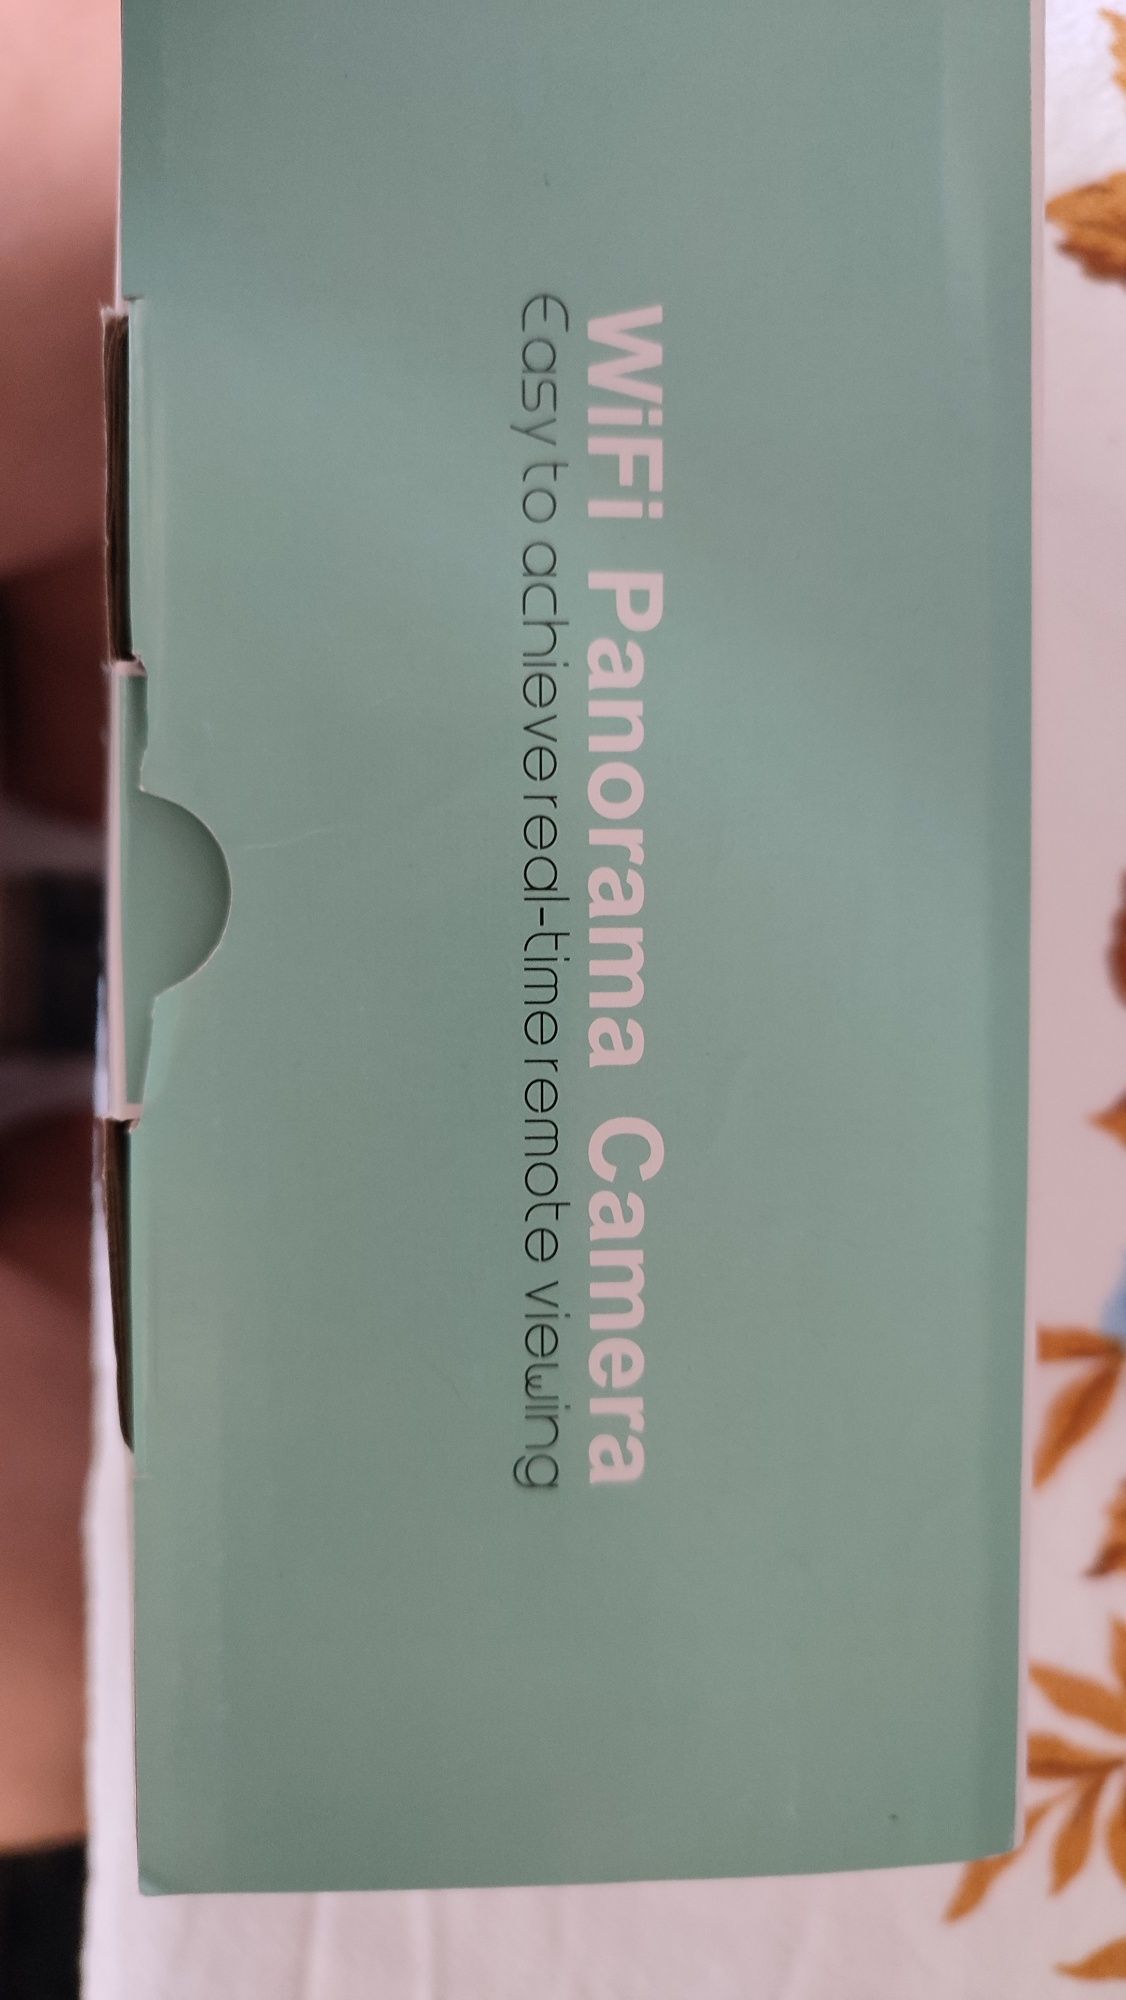 WiFi Panorama Camera
Easy to achieve real-time remote viewing